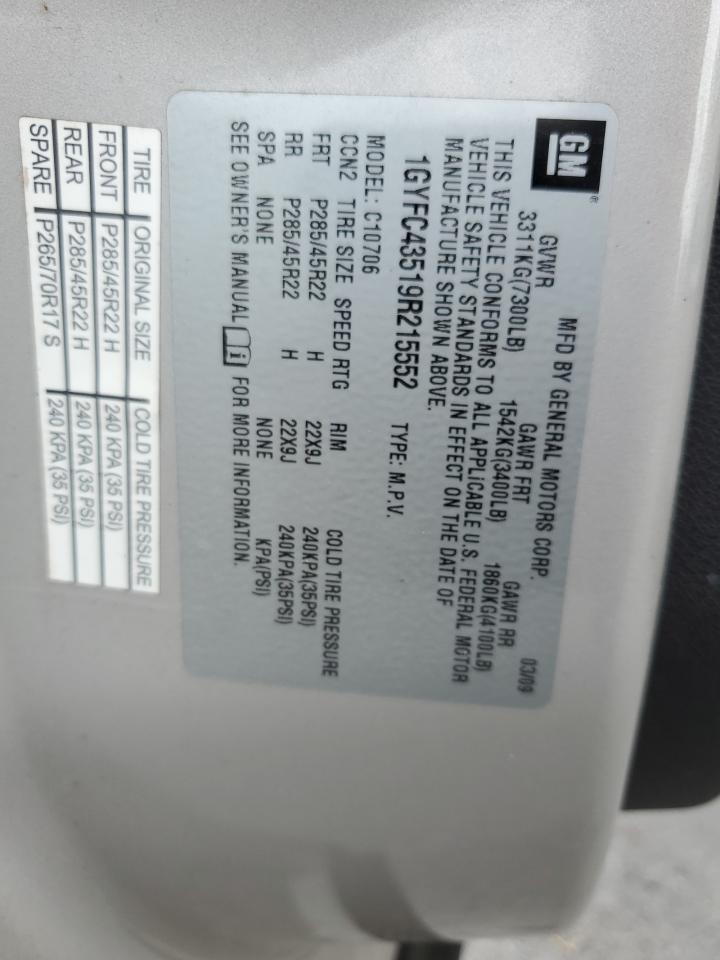 GM®
MFD BY GENERAL MOTORS CORP. 03/09
GVWR GAWR FRT GAWR RR
3311KG(7300LB) 1542KG(3400LB) 1860KG(4100LB)
THIS VEHICLE CONFORMS TO ALL APPLICABLE U.S. FEDERAL MOTOR
VEHICLE SAFETY STANDARDS IN EFFECT ON THE DATE OF
MANUFACTURE SHOWN ABOVE.
1GYFC43519R215552 TYPE: M.P.V.
MODEL: C10706
CCN2 TIRE SIZE SPEED RTG RIM COLD TIRE PRESSURE
FRT P285/45R22 H 22X9J 240KPA(35PSI)
RR P285/45R22 H 22X9J 240KPA(35PSI)
SPA NONE NONE KPA(PSI)
SEE OWNER'S MANUAL i FOR MORE INFORMATION.
TIRE ORIGINAL SIZE COLD TIRE PRESSURE
FRONT P285/45R22 H 240 KPA (35 PSI)
REAR P285/45R22 H 240 KPA (35 PSI)
SPARE P265/70R17 S 240 KPA (35 PSI)